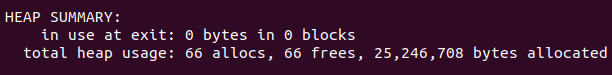 HEAP SUMMARY:
in use at exit: 0 bytes in 0 blocks
total heap usage: 66 allocs, 66 frees, 25,246,708 bytes allocated